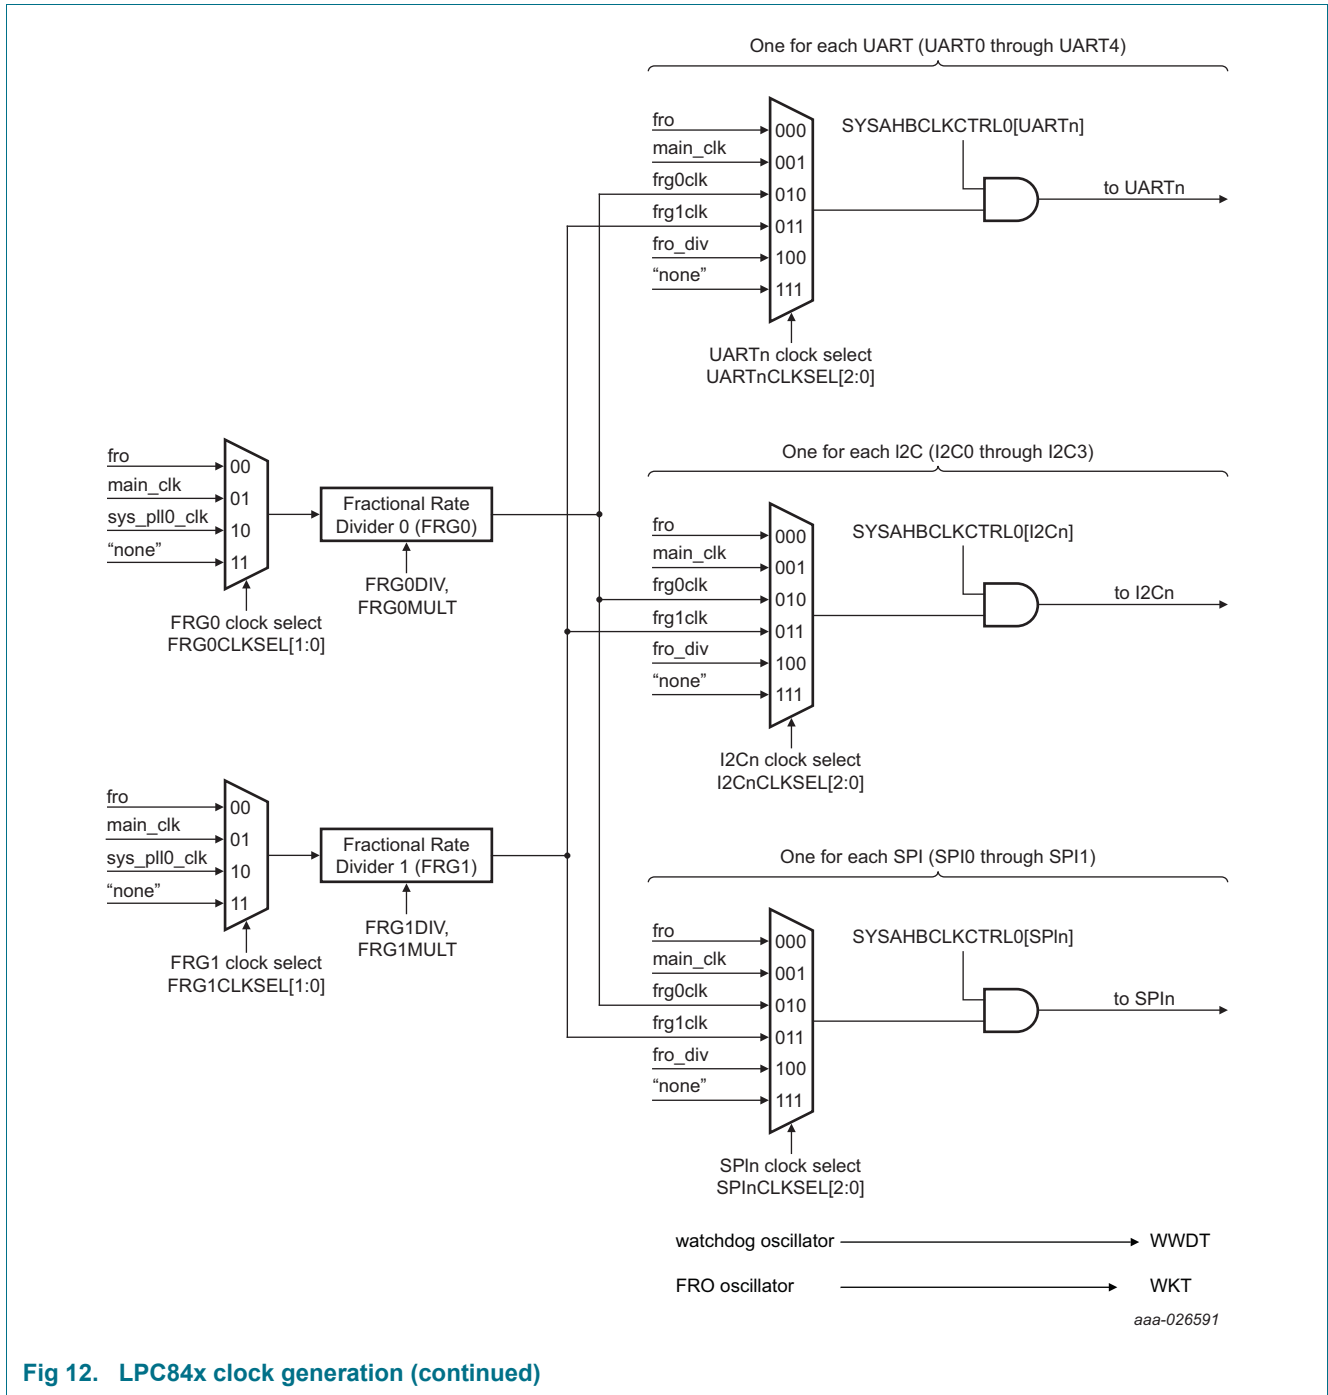 One for each UART (UART0 through UART4)
fro
000
SYSAHBCLKCTRL0[UARTn]
main_clk
001
frg0clk
010
to UARTn
frg1clk
011
fro_div
100
“none”
111
UARTn clock select
UARTnCLKSEL[2:0]
fro
00
main_clk
01
sys_pll0_clk
10
“none”
11
FRG0 clock select
FRG0CLKSEL[1:0]
Fractional Rate
Divider 0 (FRG0)
FRG0DIV,
FRG0MULT
One for each I2C (I2C0 through I2C3)
fro
000
SYSAHBCLKCTRL0[I2Cn]
main_clk
001
frg0clk
010
to I2Cn
frg1clk
011
fro_div
100
“none”
111
I2Cn clock select
I2CnCLKSEL[2:0]
fro
00
main_clk
01
sys_pll0_clk
10
“none”
11
FRG1 clock select
FRG1CLKSEL[1:0]
Fractional Rate
Divider 1 (FRG1)
FRG1DIV,
FRG1MULT
One for each SPI (SPI0 through SPI1)
fro
000
SYSAHBCLKCTRL0[SPIn]
main_clk
001
frg0clk
010
to SPIn
frg1clk
011
fro_div
100
“none”
111
SPIn clock select
SPInCLKSEL[2:0]
watchdog oscillator
WWDT
FRO oscillator
WKT
aaa-026591
Fig 12. LPC84x clock generation (continued)